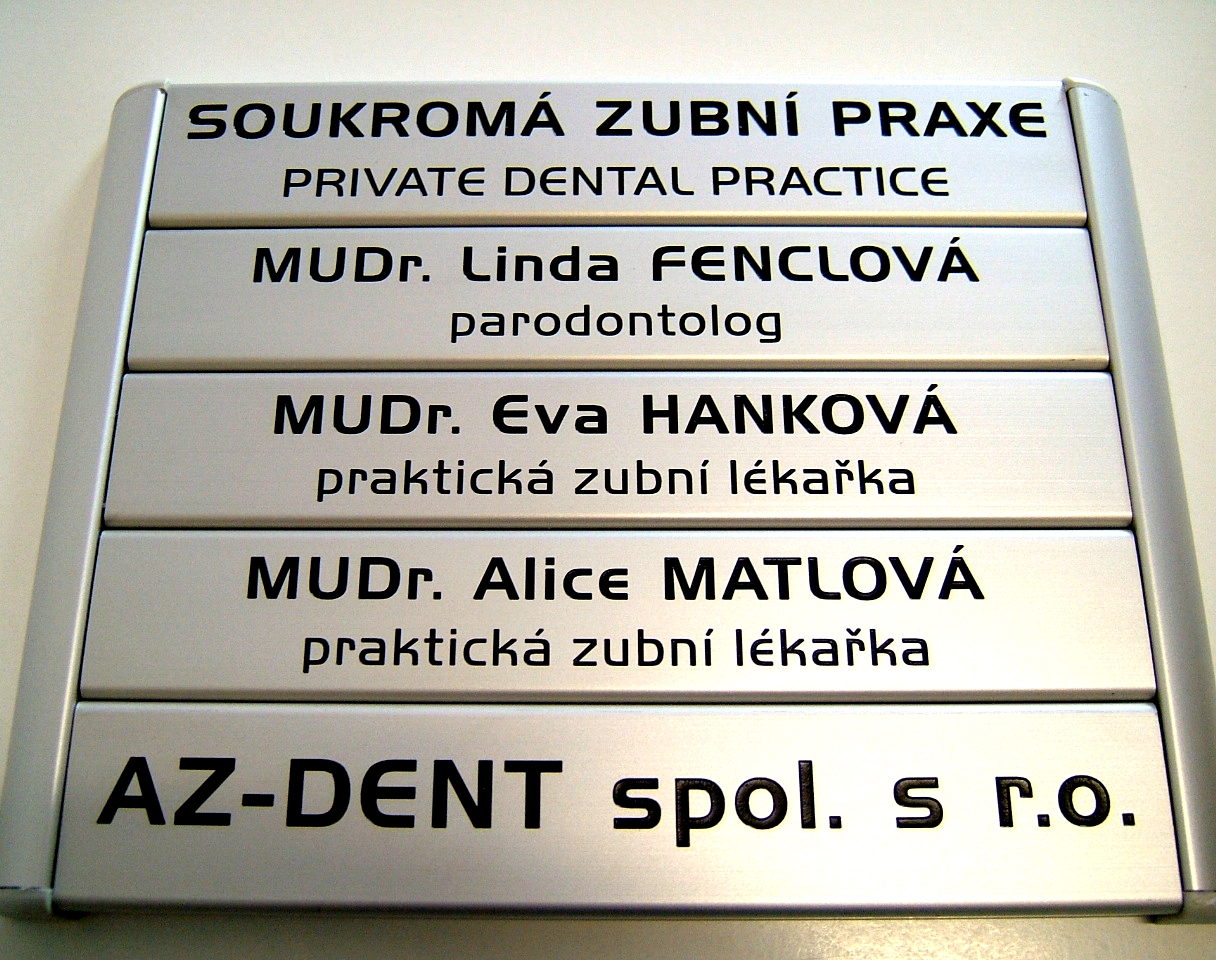 SOUKROMÁ ZUBNÍ PRAXE
PRIVATE DENTAL PRACTICE
MUDr. Linda FENCLOVÁ
parodontolog
MUDr. Eva HANKOVÁ
praktická zubní lékařka
MUDr. Alice MATLOVÁ
praktická zubní lékařka
AZ-DENT spol. s r.o.